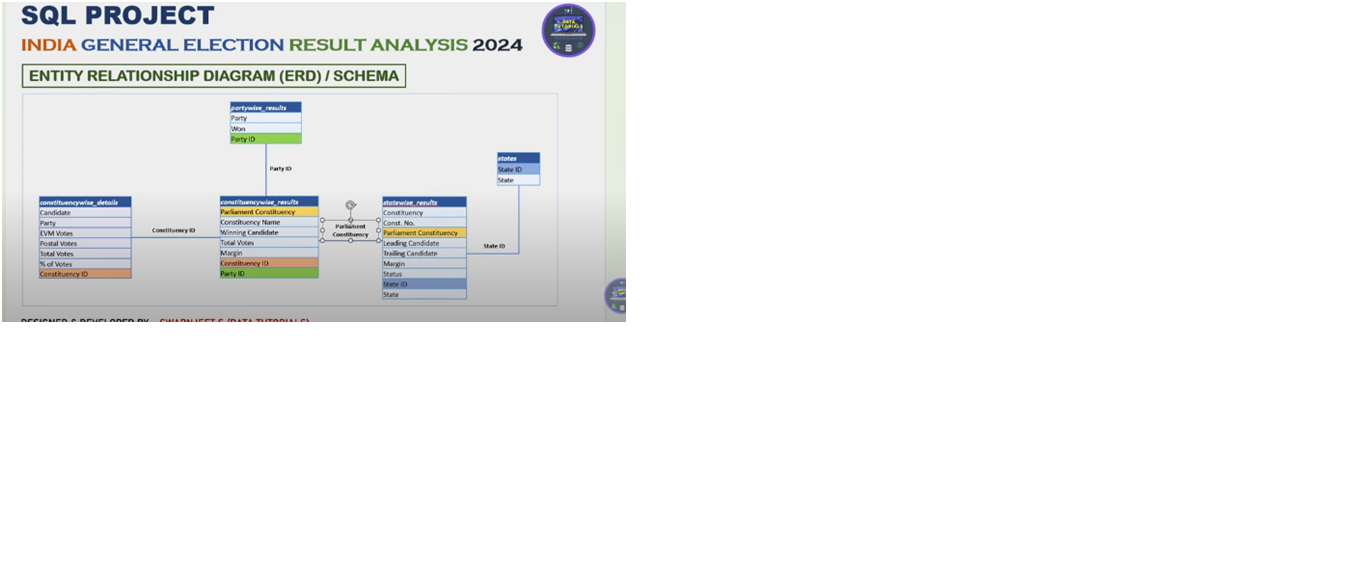 SQL PROJECT
INDIA GENERAL ELECTION RESULT ANALYSIS 2024
DATA
TUTORIALS
ENTITY RELATIONSHIP DIAGRAM (ERD) / SCHEMA
partywise_results
Party
Won
Party ID
Party ID
states
State ID
State
constituencywise_details
Candidate
Party
EVM Votes
Postal Votes
Total Votes
% of Votes
Constituency ID
Constituency ID
constituencywise_results
Parliament Constituency
Constituency Name
Winning Candidate
Total Votes
Margin
Constituency ID
Party ID
Parliament
Constituency
statewise_results
Constituency
Const. No.
Parliament Constituency
Leading Candidate
Trailing Candidate
Margin
Status
State ID
State
State ID
DESIGNED & DEVELOPED BY - SWARNJEET S (DATA TUTORIALS)